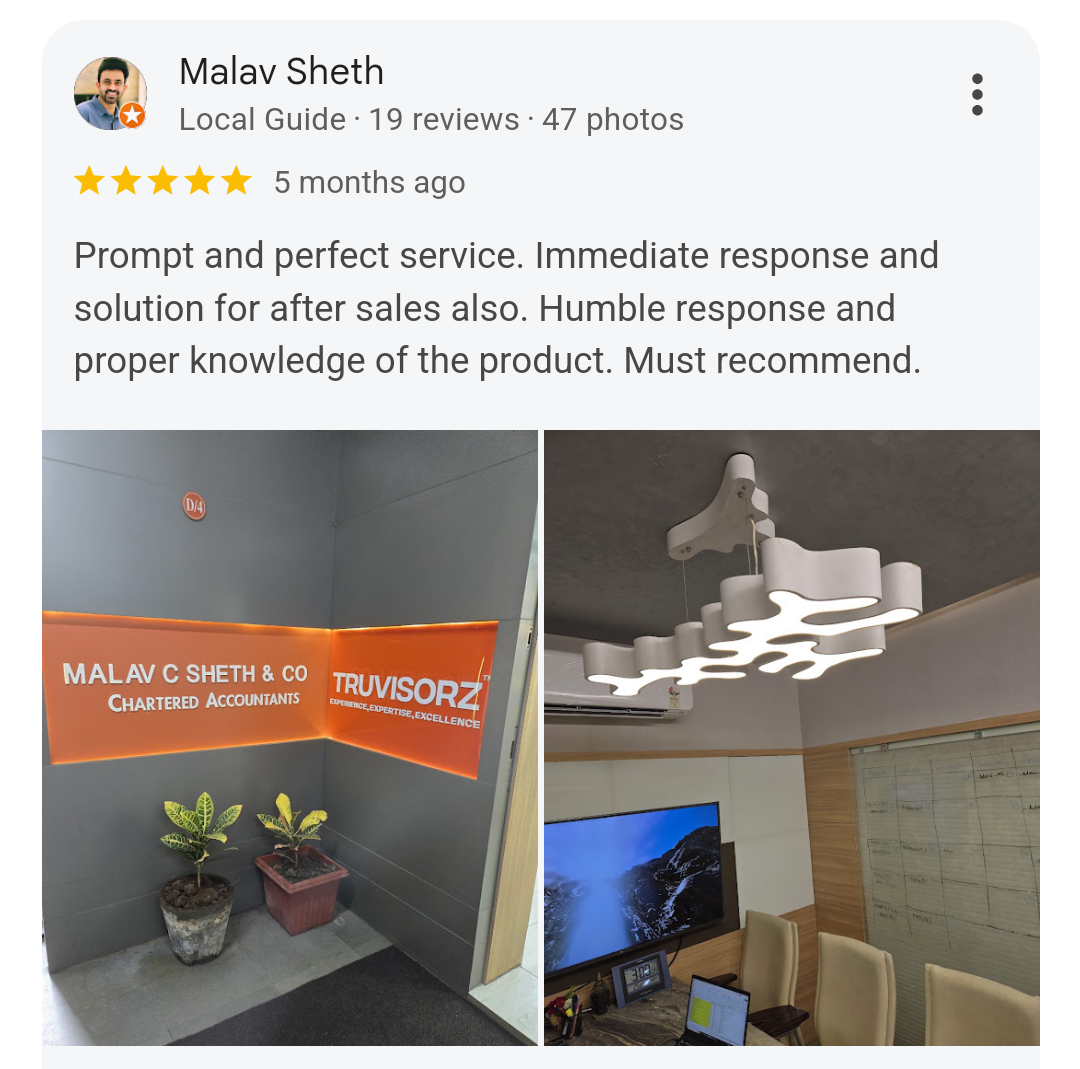 Malav Sheth
Local Guide · 19 reviews · 47 photos
5 months ago
Prompt and perfect service. Immediate response and
solution for after sales also. Humble response and
proper knowledge of the product. Must recommend.
D/4
MALAV C SHETH & CO
CHARTERED ACCOUNTANTS
TRUVISORZ™
EXPERIENCE,EXPERTISE,EXCELLENCE